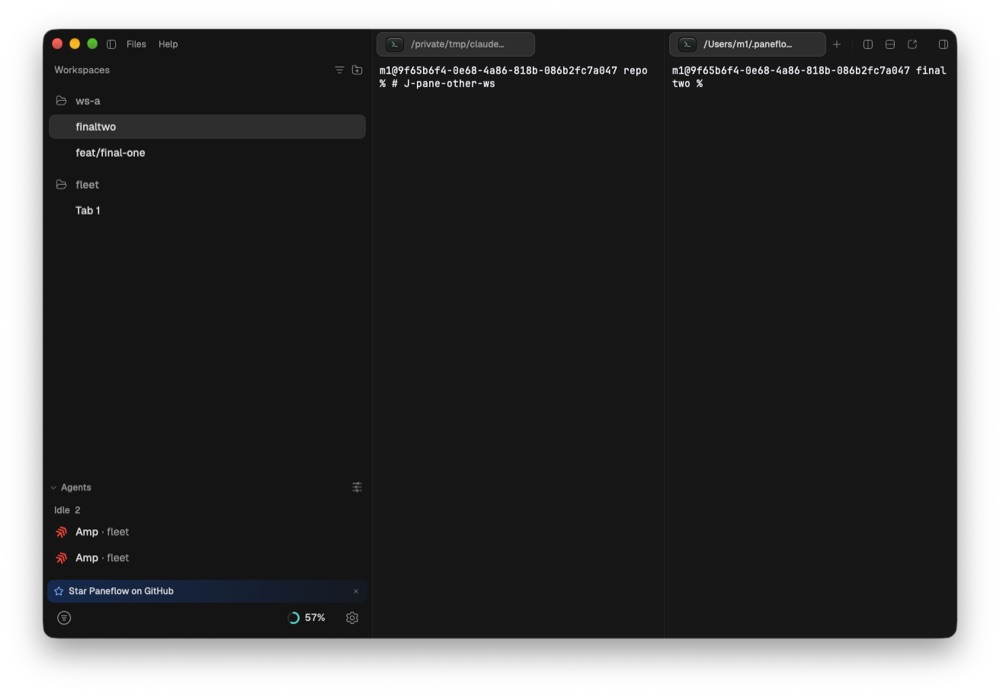 Files Help
Workspaces
ws-a
finaltwo
feat/final-one
fleet
Tab 1
Agents
Idle 2
Amp · fleet
Amp · fleet
Star Paneflow on GitHub ×
57%
/private/tmp/claude…
m1@9f65b6f4-0e68-4a86-818b-086b2fc7a047 repo
% # J-pane-other-ws
/Users/m1/.paneflo…
m1@9f65b6f4-0e68-4a86-818b-086b2fc7a047 final
two %